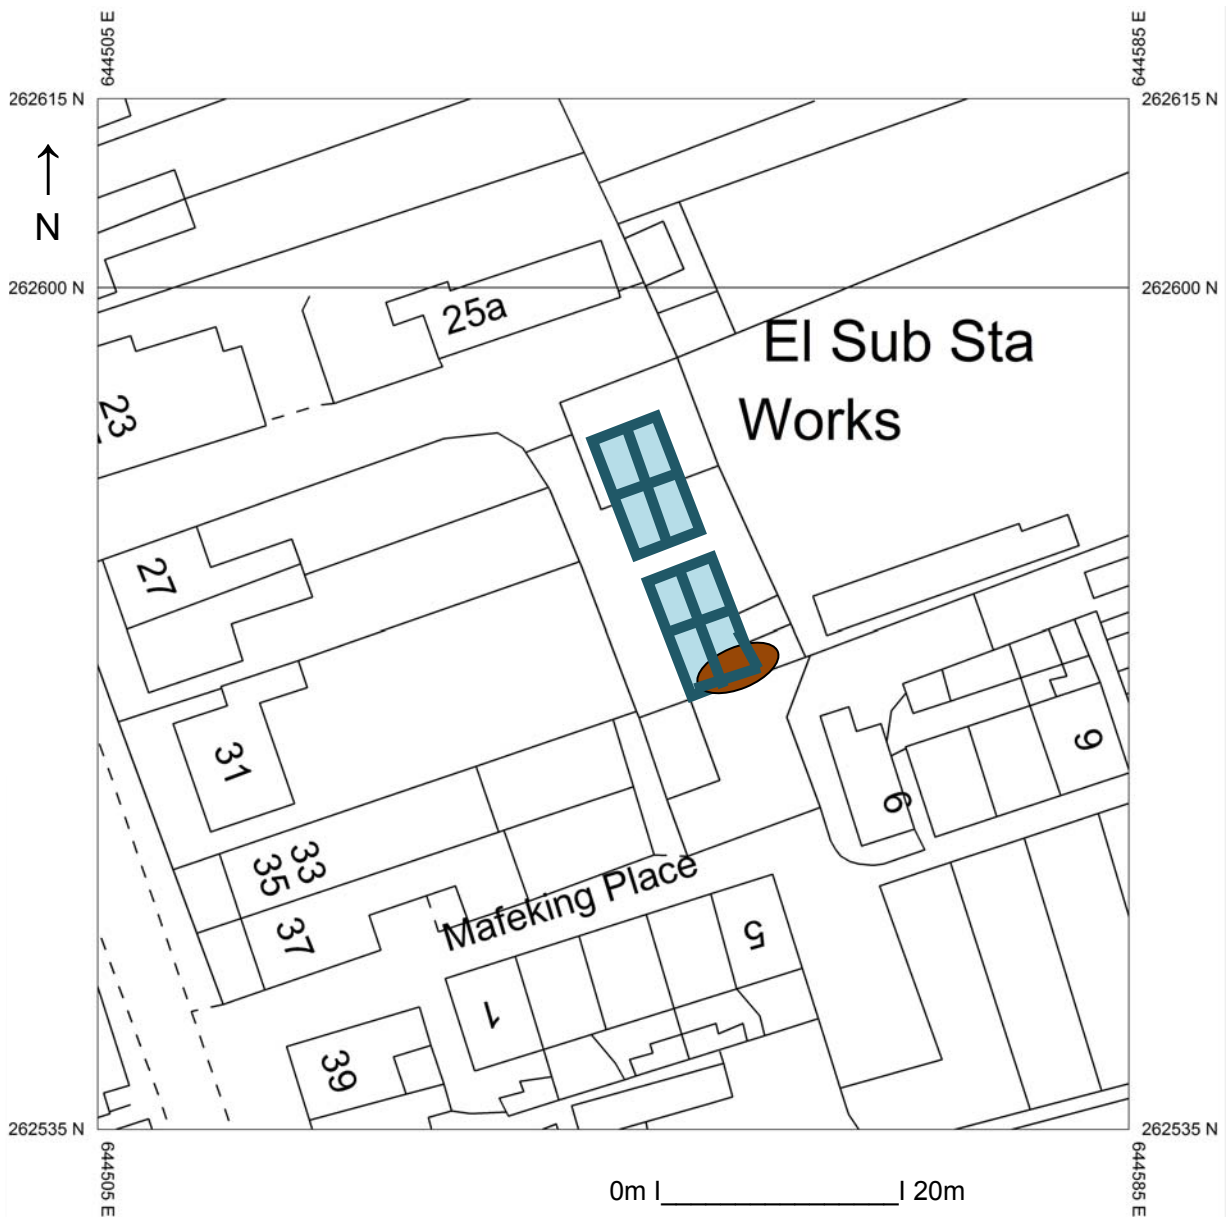 644505 E
644585 E
262615 N
262615 N
N
262600 N
262600 N
25a
El Sub Sta
Works
23
27
31
9
6
33
35
37
Mafeking Place
5
1
39
262535 N
262535 N
644505 E
644585 E
0m I_________________I 20m